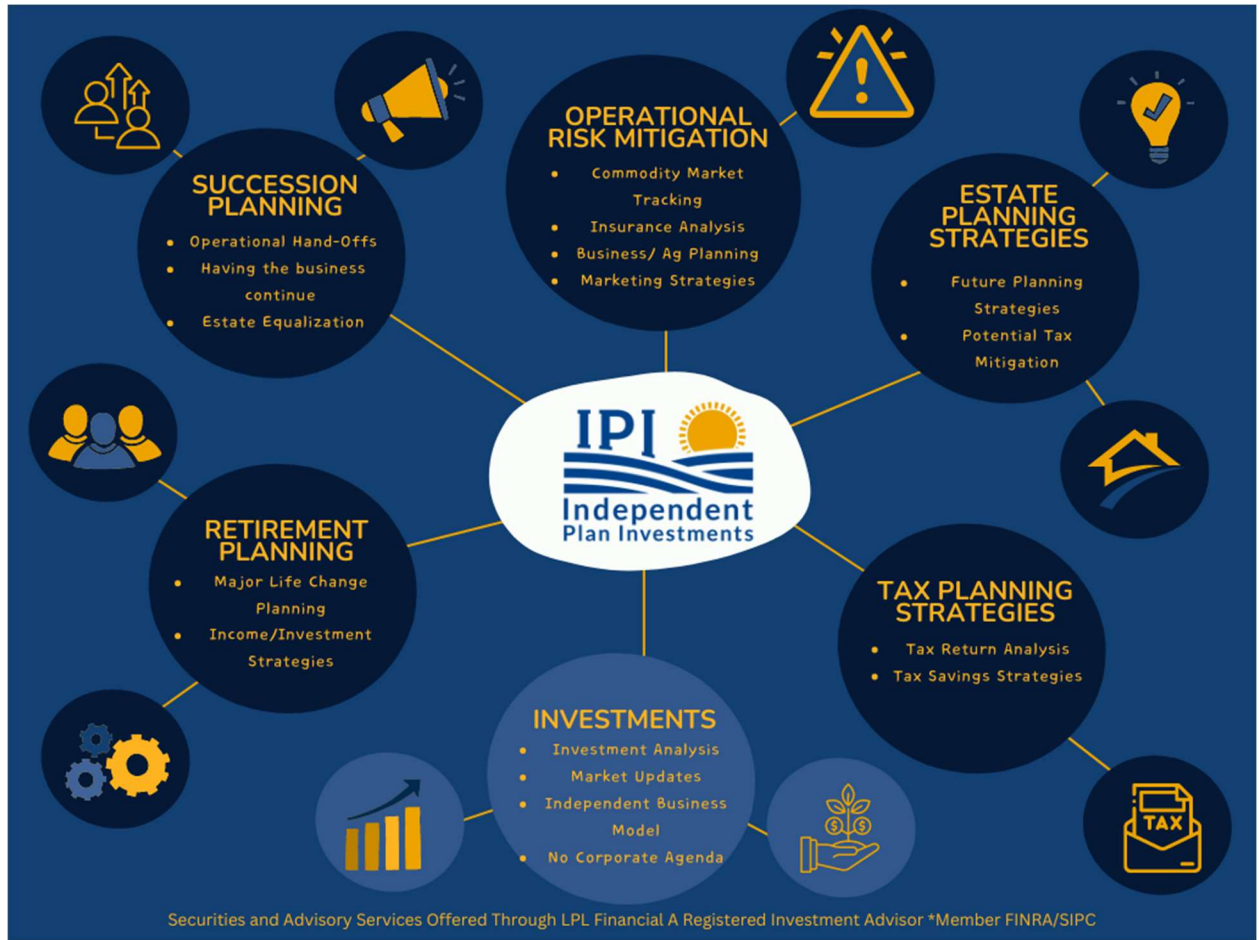 SUCCESSION
PLANNING
• Operational Hand-Offs
• Having the business
continue
• Estate Equalization
OPERATIONAL
RISK MITIGATION
• Commodity Market
Tracking
• Insurance Analysis
• Business/ Ag Planning
• Marketing Strategies
ESTATE
PLANNING
STRATEGIES
• Future Planning
Strategies
• Potential Tax
Mitigation
IPI
Independent
Plan Investments
RETIREMENT
PLANNING
• Major Life Change
Planning
• Income/Investment
Strategies
TAX PLANNING
STRATEGIES
• Tax Return Analysis
• Tax Savings Strategies
INVESTMENTS
• Investment Analysis
• Market Updates
• Independent Business
Model
• No Corporate Agenda
TAX
Securities and Advisory Services Offered Through LPL Financial A Registered Investment Advisor *Member FINRA/SIPC